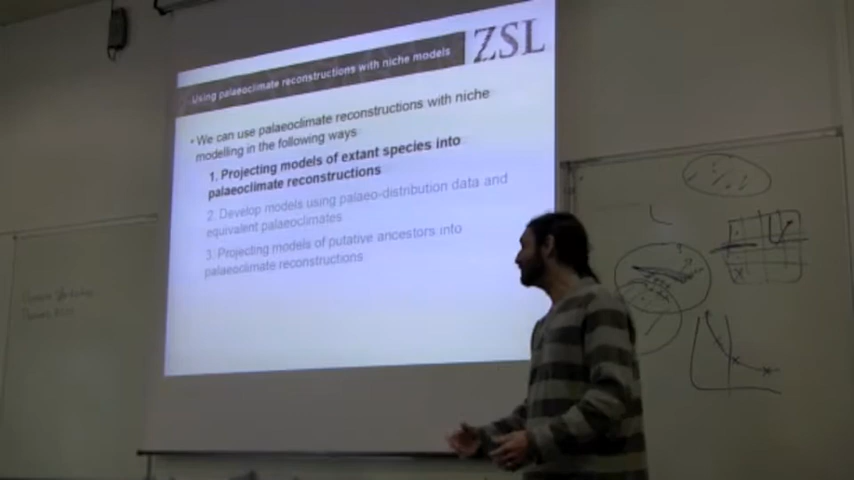 Using palaeoclimate reconstructions with niche models
ZSL
• We can use palaeoclimate reconstructions with niche
modelling in the following ways
1. Projecting models of extant species into
palaeoclimate reconstructions
2. Develop models using palaeo-distribution data and
equivalent palaeoclimates
3. Projecting models of putative ancestors into
palaeoclimate reconstructions